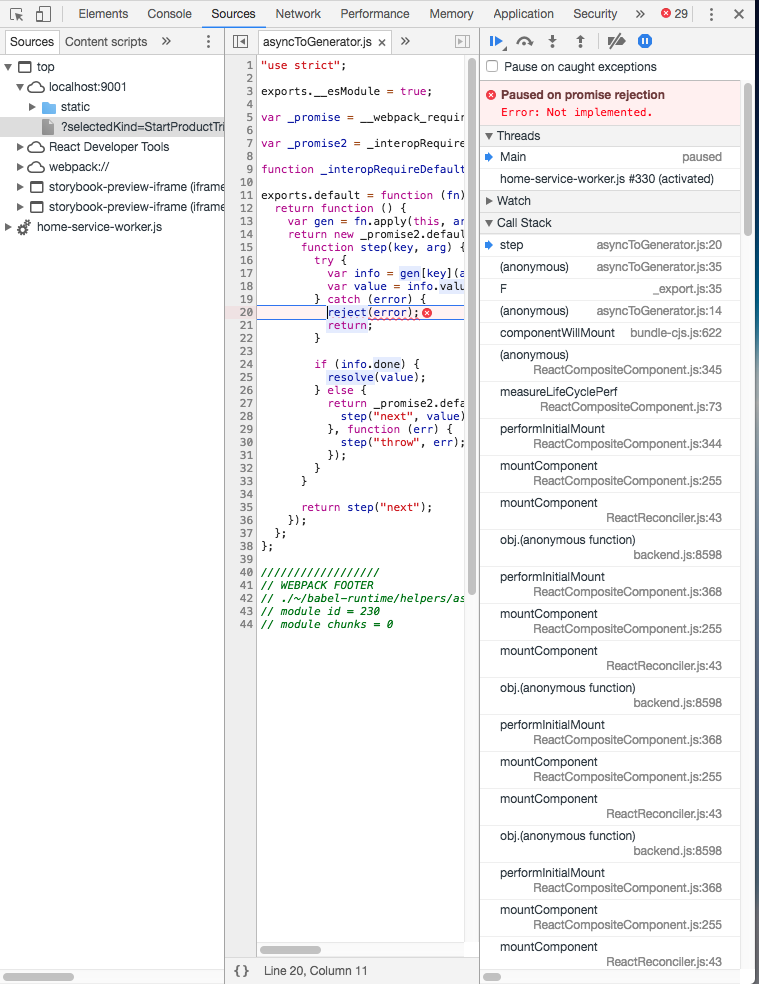 Elements Console Sources Network Performance Memory Application Security » 29
Sources Content scripts »
top
localhost:9001
static
?selectedKind=StartProductTri
React Developer Tools
webpack://
storybook-preview-iframe (iframe
storybook-preview-iframe (iframe
home-service-worker.js
asyncToGenerator.js × »
1 "use strict";
2
3 exports.__esModule = true;
4
5 var _promise = __webpack_requir
6
7 var _promise2 = _interopRequire
8
9 function _interopRequireDefault
10
11 exports.default = function (fn)
12 return function () {
13 var gen = fn.apply(this, ar
14 return new _promise2.defaul
15 function step(key, arg) {
16 try {
17 var info = gen[key](a
18 var value = info.valu
19 } catch (error) {
20 reject(error);
21 return;
22 }
23
24 if (info.done) {
25 resolve(value);
26 } else {
27 return _promise2.defa
28 step("next", value)
29 }, function (err) {
30 step("throw", err);
31 });
32 }
33 }
34
35 return step("next");
36 });
37 };
38 };
39
40 //////////////////
41 // WEBPACK FOOTER
42 // ./~/babel-runtime/helpers/as
43 // module id = 230
44 // module chunks = 0
{} Line 20, Column 11
Pause on caught exceptions
Paused on promise rejection
Error: Not implemented.
Threads
Main paused
home-service-worker.js #330 (activated)
Watch
Call Stack
step asyncToGenerator.js:20
(anonymous) asyncToGenerator.js:35
F _export.js:35
(anonymous) asyncToGenerator.js:14
componentWillMount bundle-cjs.js:622
(anonymous)
ReactCompositeComponent.js:345
measureLifeCyclePerf
ReactCompositeComponent.js:73
performInitialMount
ReactCompositeComponent.js:344
mountComponent
ReactCompositeComponent.js:255
mountComponent
ReactReconciler.js:43
obj.(anonymous function)
backend.js:8598
performInitialMount
ReactCompositeComponent.js:368
mountComponent
ReactCompositeComponent.js:255
mountComponent
ReactReconciler.js:43
obj.(anonymous function)
backend.js:8598
performInitialMount
ReactCompositeComponent.js:368
mountComponent
ReactCompositeComponent.js:255
mountComponent
ReactReconciler.js:43
obj.(anonymous function)
backend.js:8598
performInitialMount
ReactCompositeComponent.js:368
mountComponent
ReactCompositeComponent.js:255
mountComponent
ReactReconciler.js:43